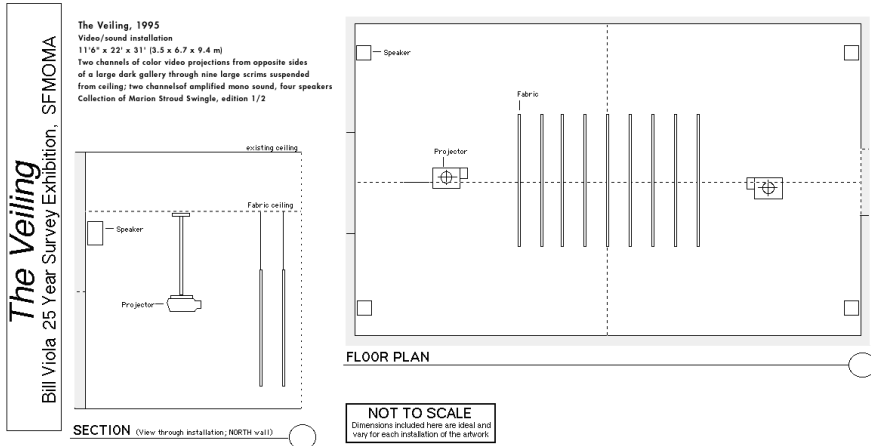 The Veiling
Bill Viola 25 Year Survey Exhibition, SFMOMA
The Veiling, 1995
Video/sound installation
11'6" x 22' x 31' (3.5 x 6.7 x 9.4 m)
Two channels of color video projections from opposite sides
of a large dark gallery through nine large scrims suspended
from ceiling; two channelsof amplified mono sound, four speakers
Collection of Marion Stroud Swingle, edition 1/2
existing ceiling
Fabric ceiling
Speaker
Projector
SECTION (View through installation; NORTH wall)
Speaker
Fabric
Projector
FLOOR PLAN
NOT TO SCALE
Dimensions included here are ideal and
vary for each installation of the artwork